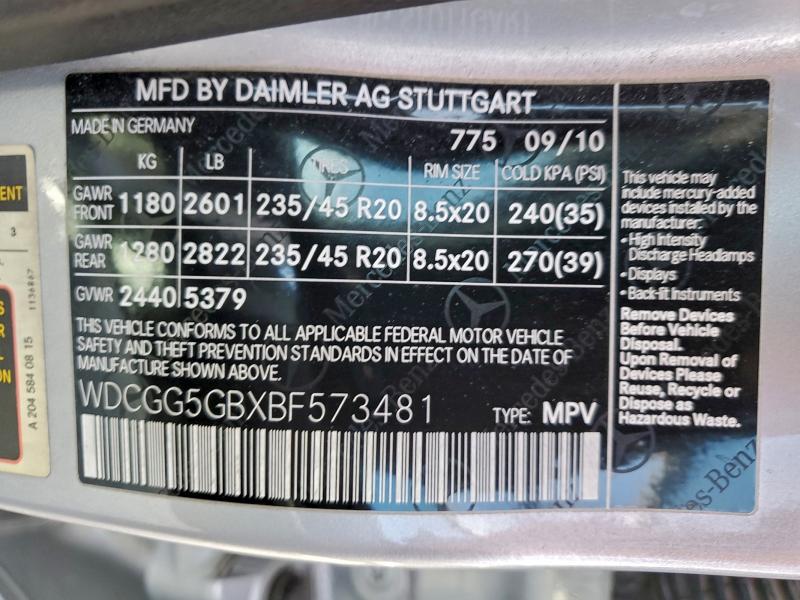 MFD BY DAIMLER AG STUTTGART
MADE IN GERMANY
775 09/10
KG LB TIRES RIM SIZE COLD KPA (PSI)
GAWR FRONT 1180 2601 235/45 R20 8.5x20 240(35)
GAWR REAR 1280 2822 235/45 R20 8.5x20 270(39)
GVWR 2440 5379
THIS VEHICLE CONFORMS TO ALL APPLICABLE FEDERAL MOTOR VEHICLE
SAFETY AND THEFT PREVENTION STANDARDS IN EFFECT ON THE DATE OF
MANUFACTURE SHOWN ABOVE.
WDCGG5GBXBF573481
TYPE: MPV
This vehicle may
include mercury-added
devices installed by the
manufacturer:
• High Intensity
Discharge Headlamps
• Displays
• Back-lit Instruments
Remove Devices
Before Vehicle
Disposal.
Upon Removal of
Devices Please
Reuse, Recycle or
Dispose as
Hazardous Waste.
Mercedes-Benz
A 204 584 08 15
1136867
3